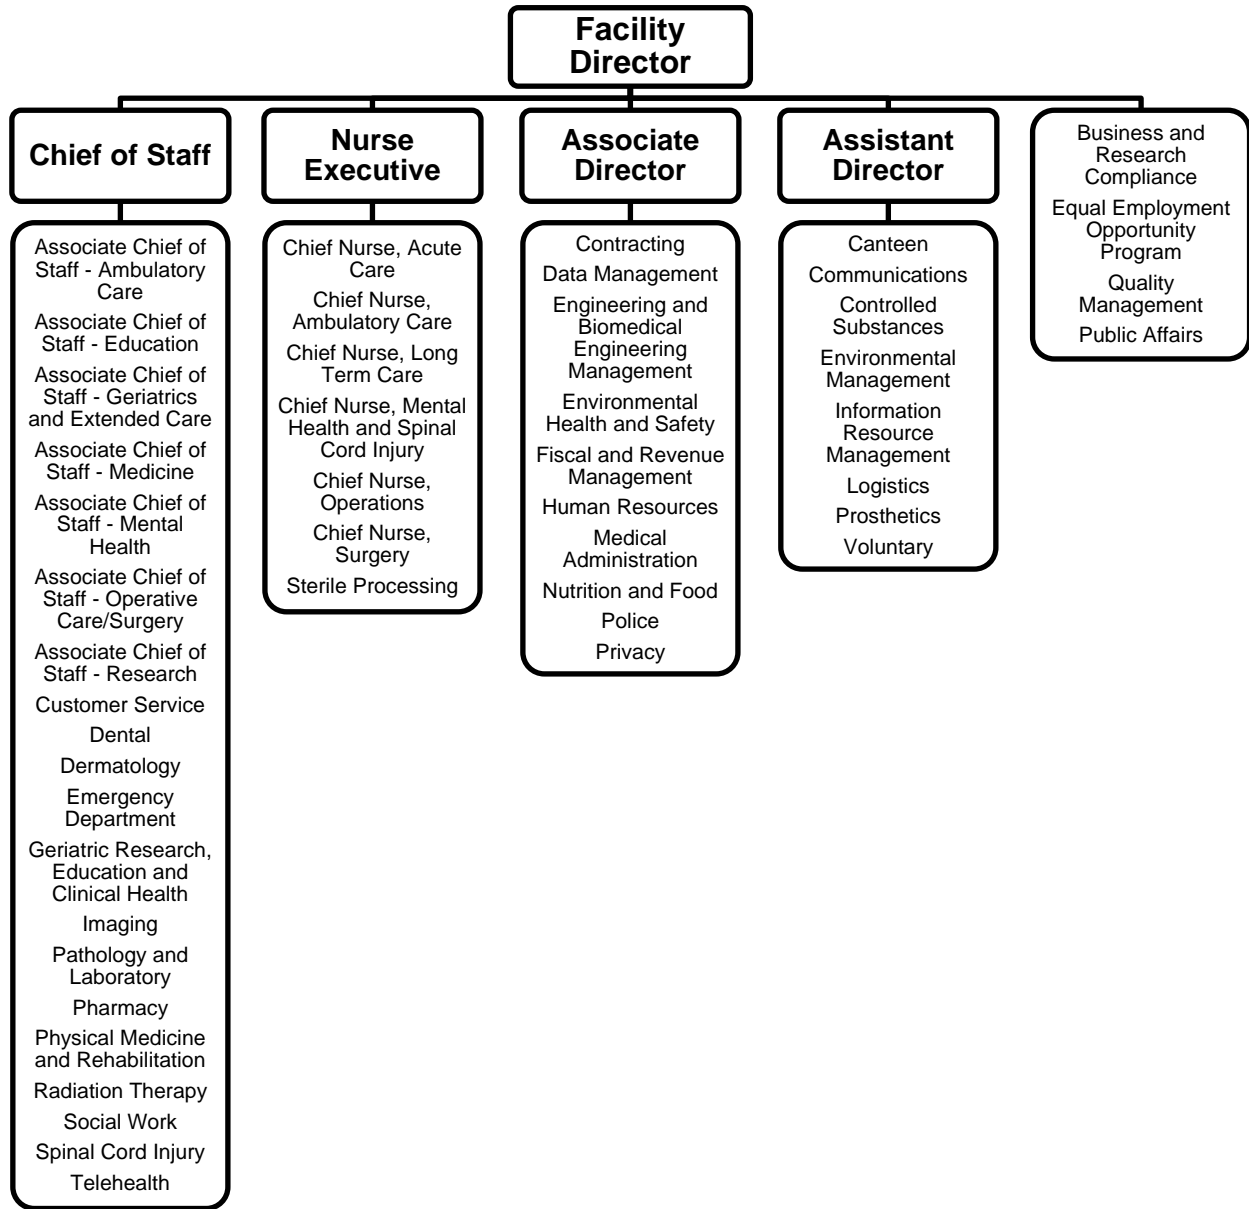 Facility
Director
Chief of Staff
Nurse
Executive
Associate
Director
Assistant
Director
Business and
Research
Compliance
Equal Employment
Opportunity
Program
Quality
Management
Public Affairs
Associate Chief of
Staff - Ambulatory
Care
Associate Chief of
Staff - Education
Associate Chief of
Staff - Geriatrics
and Extended Care
Associate Chief of
Staff - Medicine
Associate Chief of
Staff - Mental
Health
Associate Chief of
Staff - Operative
Care/Surgery
Associate Chief of
Staff - Research
Customer Service
Dental
Dermatology
Emergency
Department
Geriatric Research,
Education and
Clinical Health
Imaging
Pathology and
Laboratory
Pharmacy
Physical Medicine
and Rehabilitation
Radiation Therapy
Social Work
Spinal Cord Injury
Telehealth
Chief Nurse, Acute
Care
Chief Nurse,
Ambulatory Care
Chief Nurse, Long
Term Care
Chief Nurse, Mental
Health and Spinal
Cord Injury
Chief Nurse,
Operations
Chief Nurse,
Surgery
Sterile Processing
Contracting
Data Management
Engineering and
Biomedical
Engineering
Management
Environmental
Health and Safety
Fiscal and Revenue
Management
Human Resources
Medical
Administration
Nutrition and Food
Police
Privacy
Canteen
Communications
Controlled
Substances
Environmental
Management
Information
Resource
Management
Logistics
Prosthetics
Voluntary